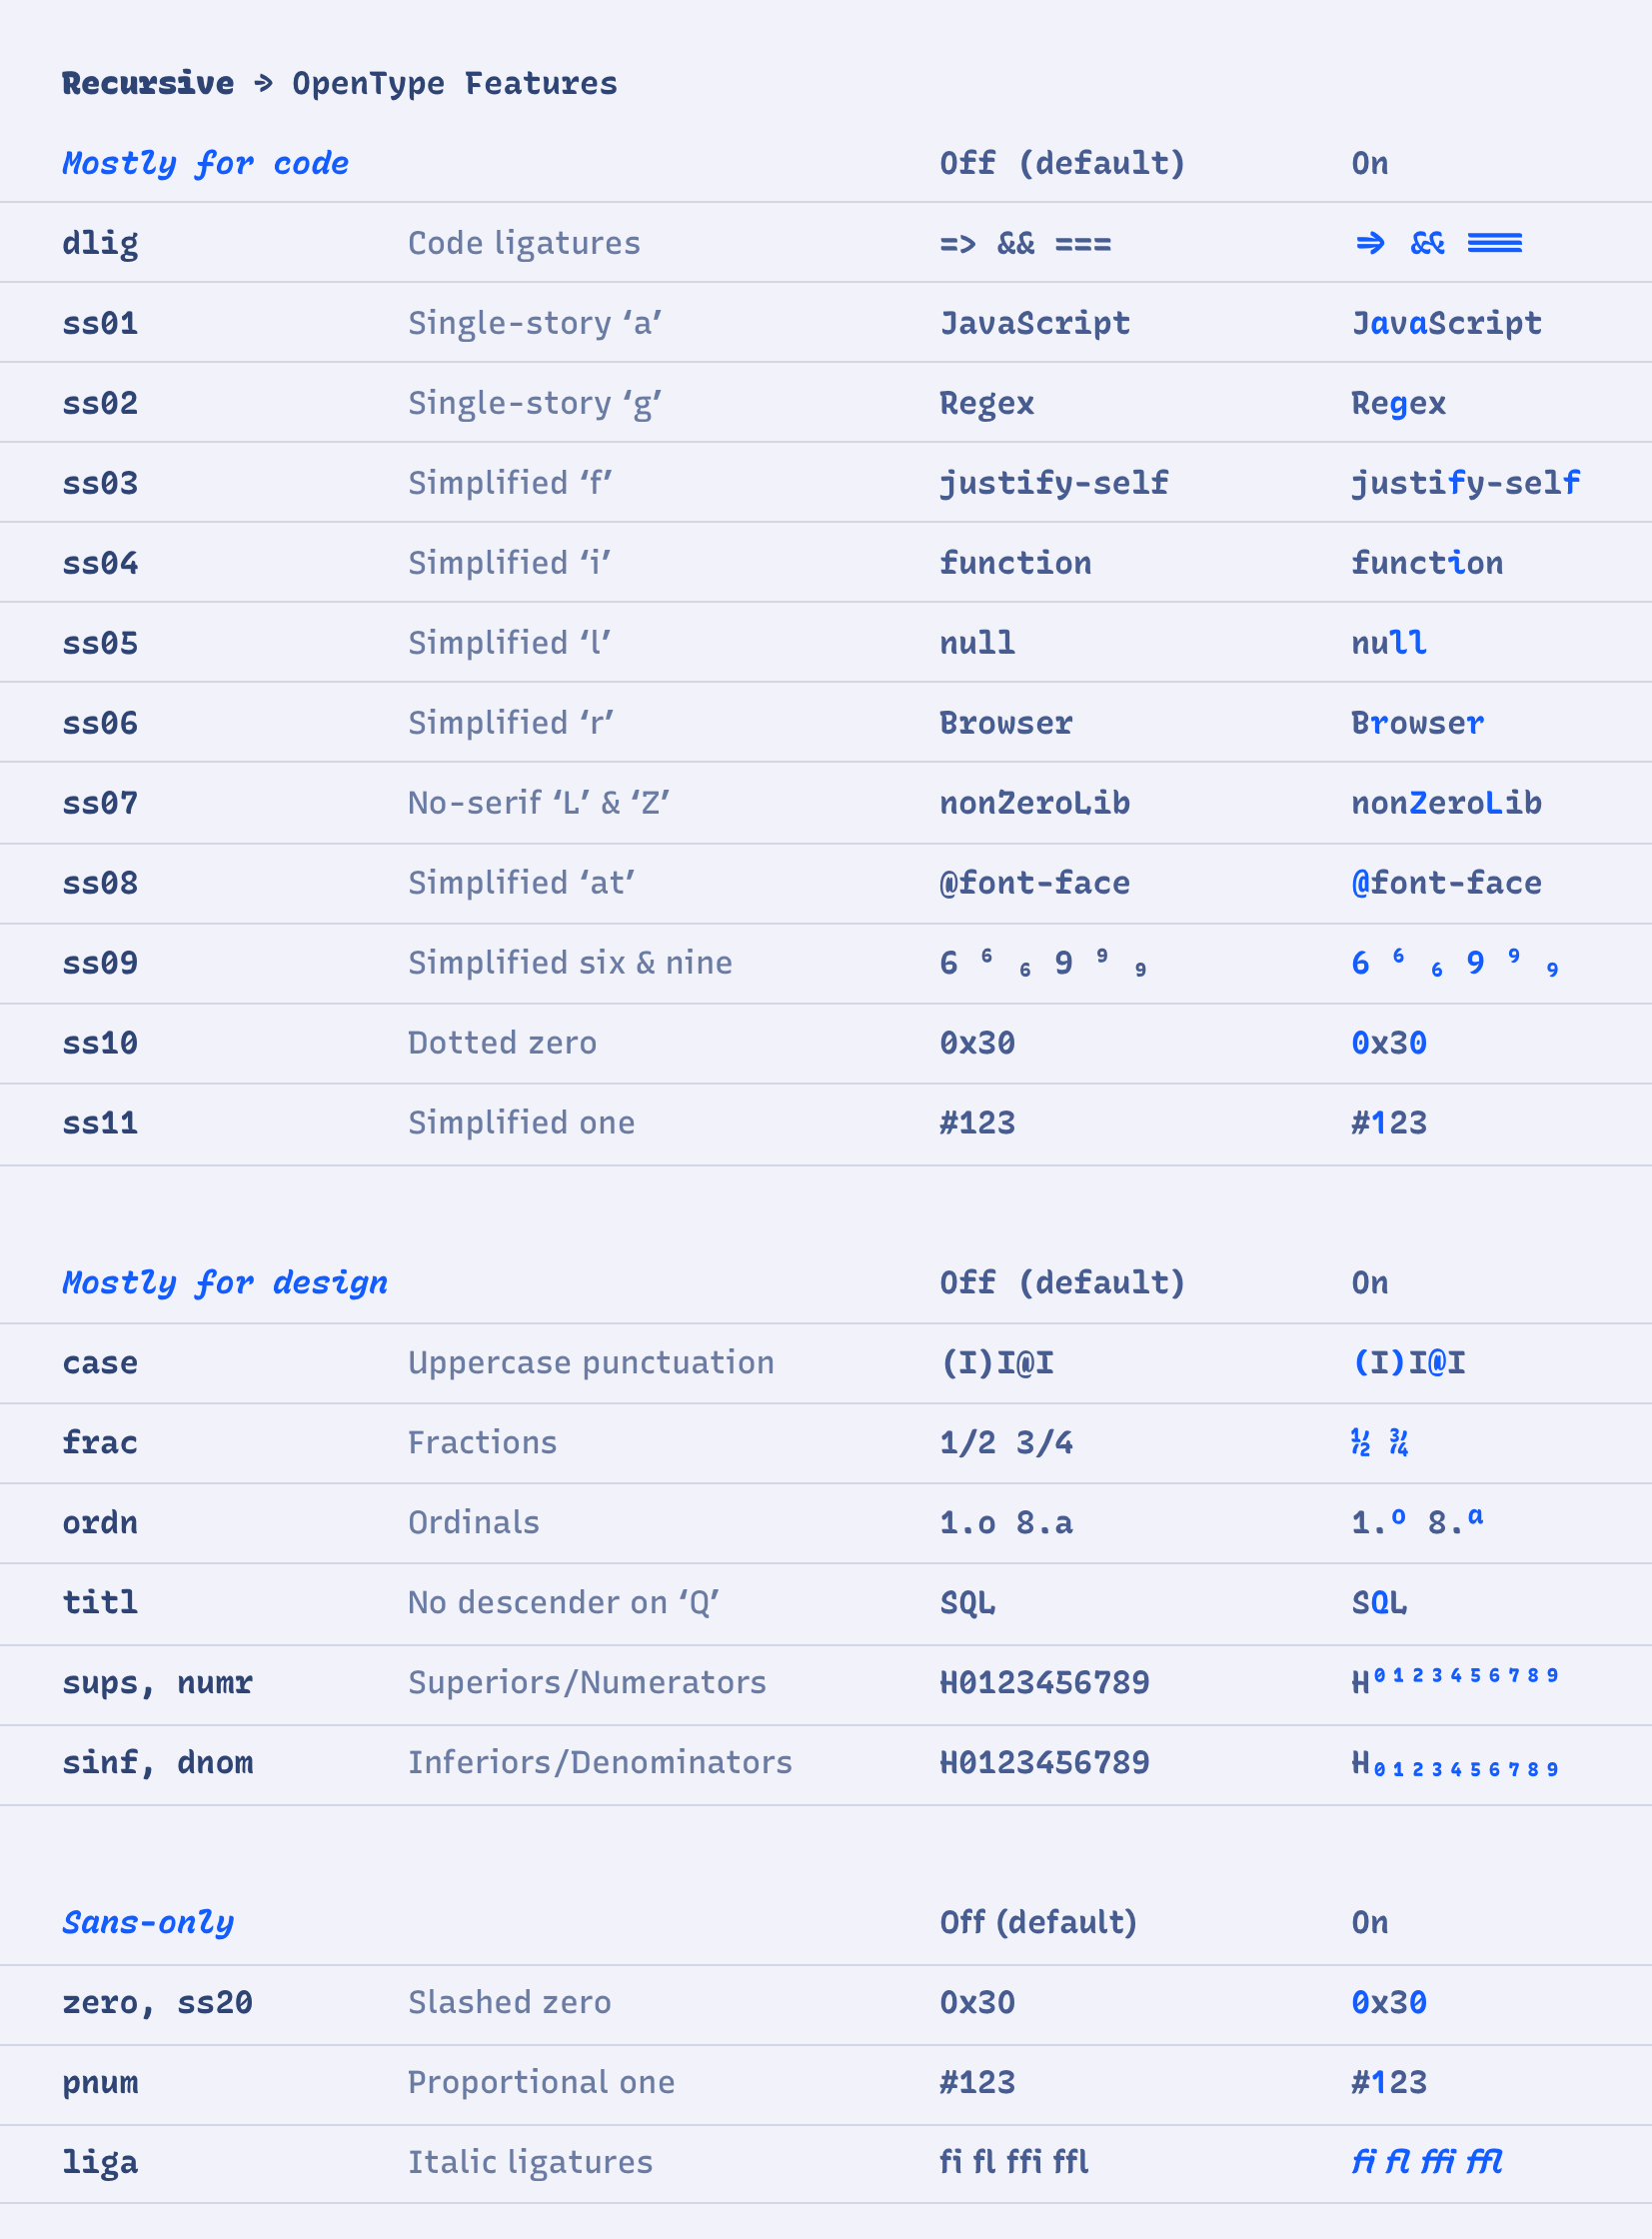 Recursive → OpenType Features
Mostly for code Off (default) On
dlig Code ligatures => && === => && ===
ss01 Single-story ‘a’ JavaScript JavaScript
ss02 Single-story ‘g’ Regex Regex
ss03 Simplified ‘f’ justify-self justify-self
ss04 Simplified ‘i’ function function
ss05 Simplified ‘l’ null null
ss06 Simplified ‘r’ Browser Browser
ss07 No-serif ‘L’ & ‘Z’ nonZeroLib nonZeroLib
ss08 Simplified ‘at’ @font-face @font-face
ss09 Simplified six & nine 6 ⁶ ₆ 9 ⁹ ₉ 6 ⁶ ₆ 9 ⁹ ₉
ss10 Dotted zero 0x30 0x30
ss11 Simplified one #123 #123
Mostly for design Off (default) On
case Uppercase punctuation (I)I@I (I)I@I
frac Fractions 1/2 3/4 ½ ¾
ordn Ordinals 1.o 8.a 1.º 8.ª
titl No descender on ‘Q’ SQL SQL
sups, numr Superiors/Numerators H0123456789 H⁰¹²³⁴⁵⁶⁷⁸⁹
sinf, dnom Inferiors/Denominators H0123456789 H₀₁₂₃₄₅₆₇₈₉
Sans-only Off (default) On
zero, ss20 Slashed zero 0x30 0x30
pnum Proportional one #123 #123
liga Italic ligatures fi fl ffi ffl fi fl ffi ffl